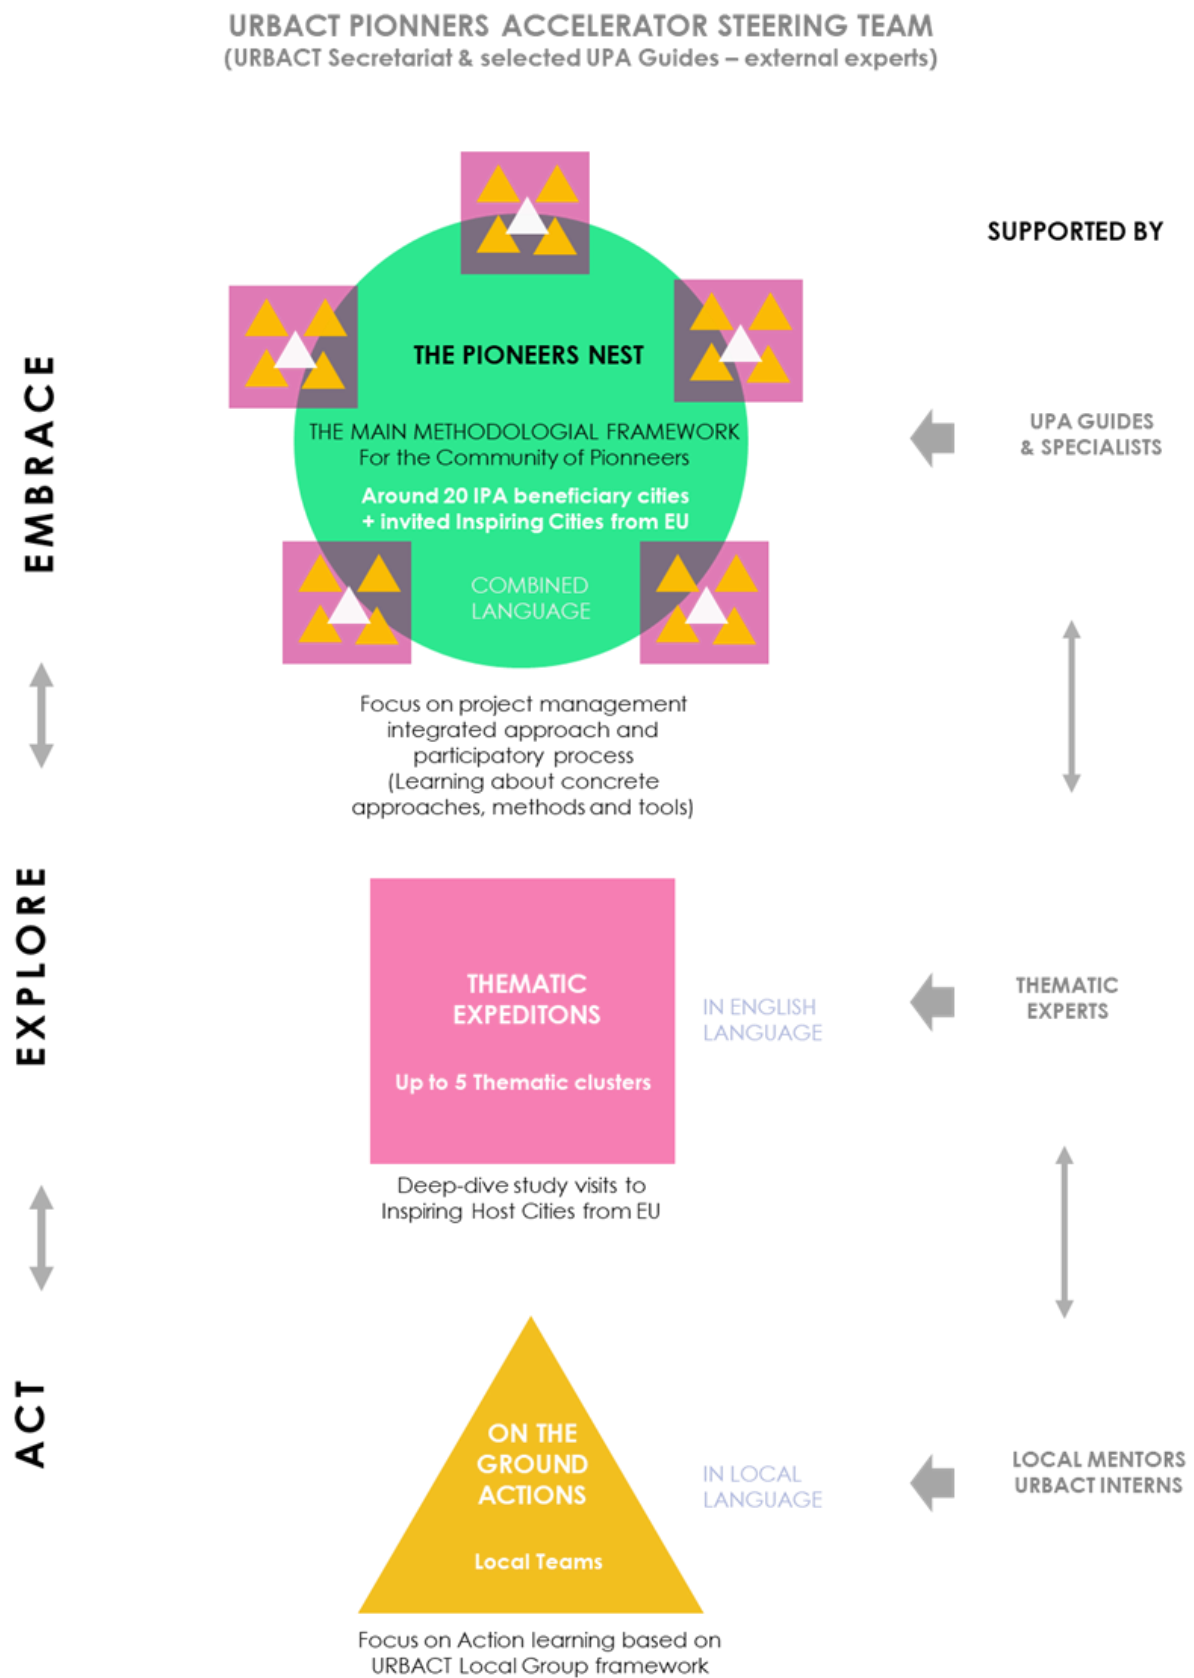 URBACT PIONNERS ACCELERATOR STEERING TEAM
(URBACT Secretariat & selected UPA Guides – external experts)
SUPPORTED BY
EMBRACE
THE PIONEERS NEST
THE MAIN METHODOLOGIAL FRAMEWORK
For the Community of Pionneers
Around 20 IPA beneficiary cities
+ invited Inspiring Cities from EU
COMBINED
LANGUAGE
UPA GUIDES
& SPECIALISTS
Focus on project management
integrated approach and
participatory process
(Learning about concrete
approaches, methods and tools)
EXPLORE
THEMATIC
EXPEDITONS
Up to 5 Thematic clusters
IN ENGLISH
LANGUAGE
THEMATIC
EXPERTS
Deep-dive study visits to
Inspiring Host Cities from EU
ACT
ON THE
GROUND
ACTIONS
Local Teams
IN LOCAL
LANGUAGE
LOCAL MENTORS
URBACT INTERNS
Focus on Action learning based on
URBACT Local Group framework